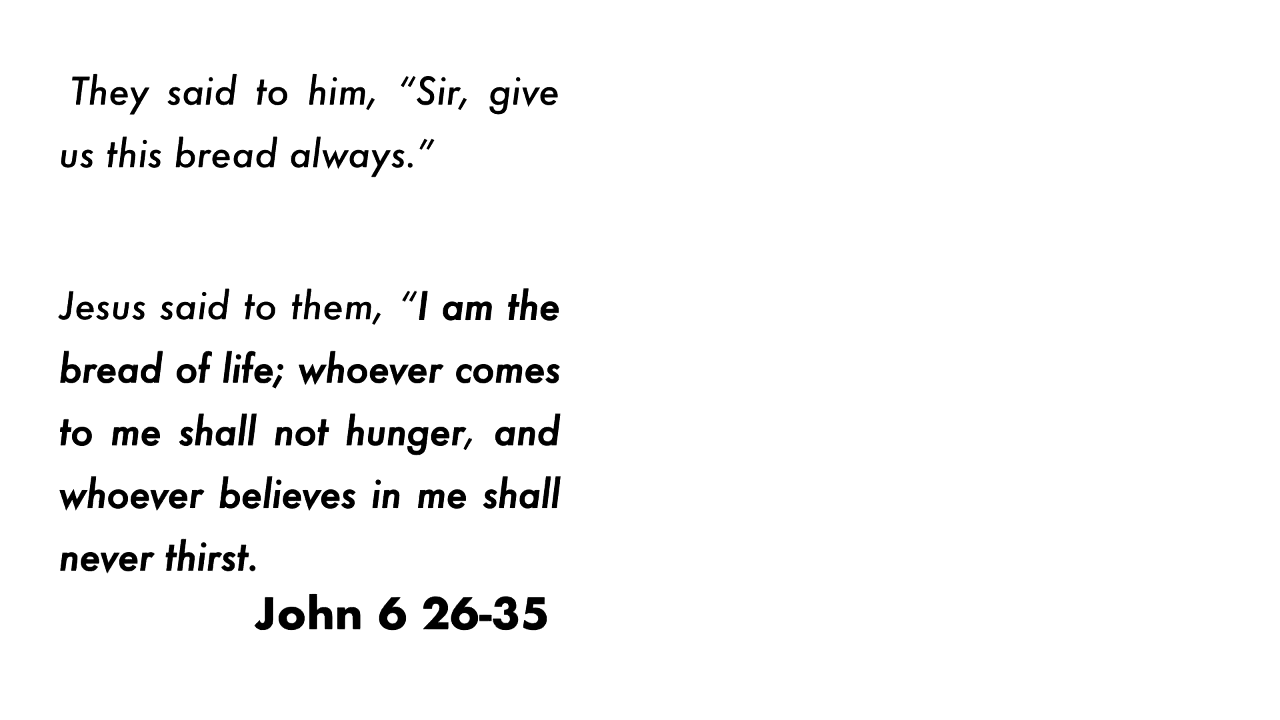 They said to him, “Sir, give
us this bread always.”
Jesus said to them, “I am the
bread of life; whoever comes
to me shall not hunger, and
whoever believes in me shall
never thirst.
John 6 26-35